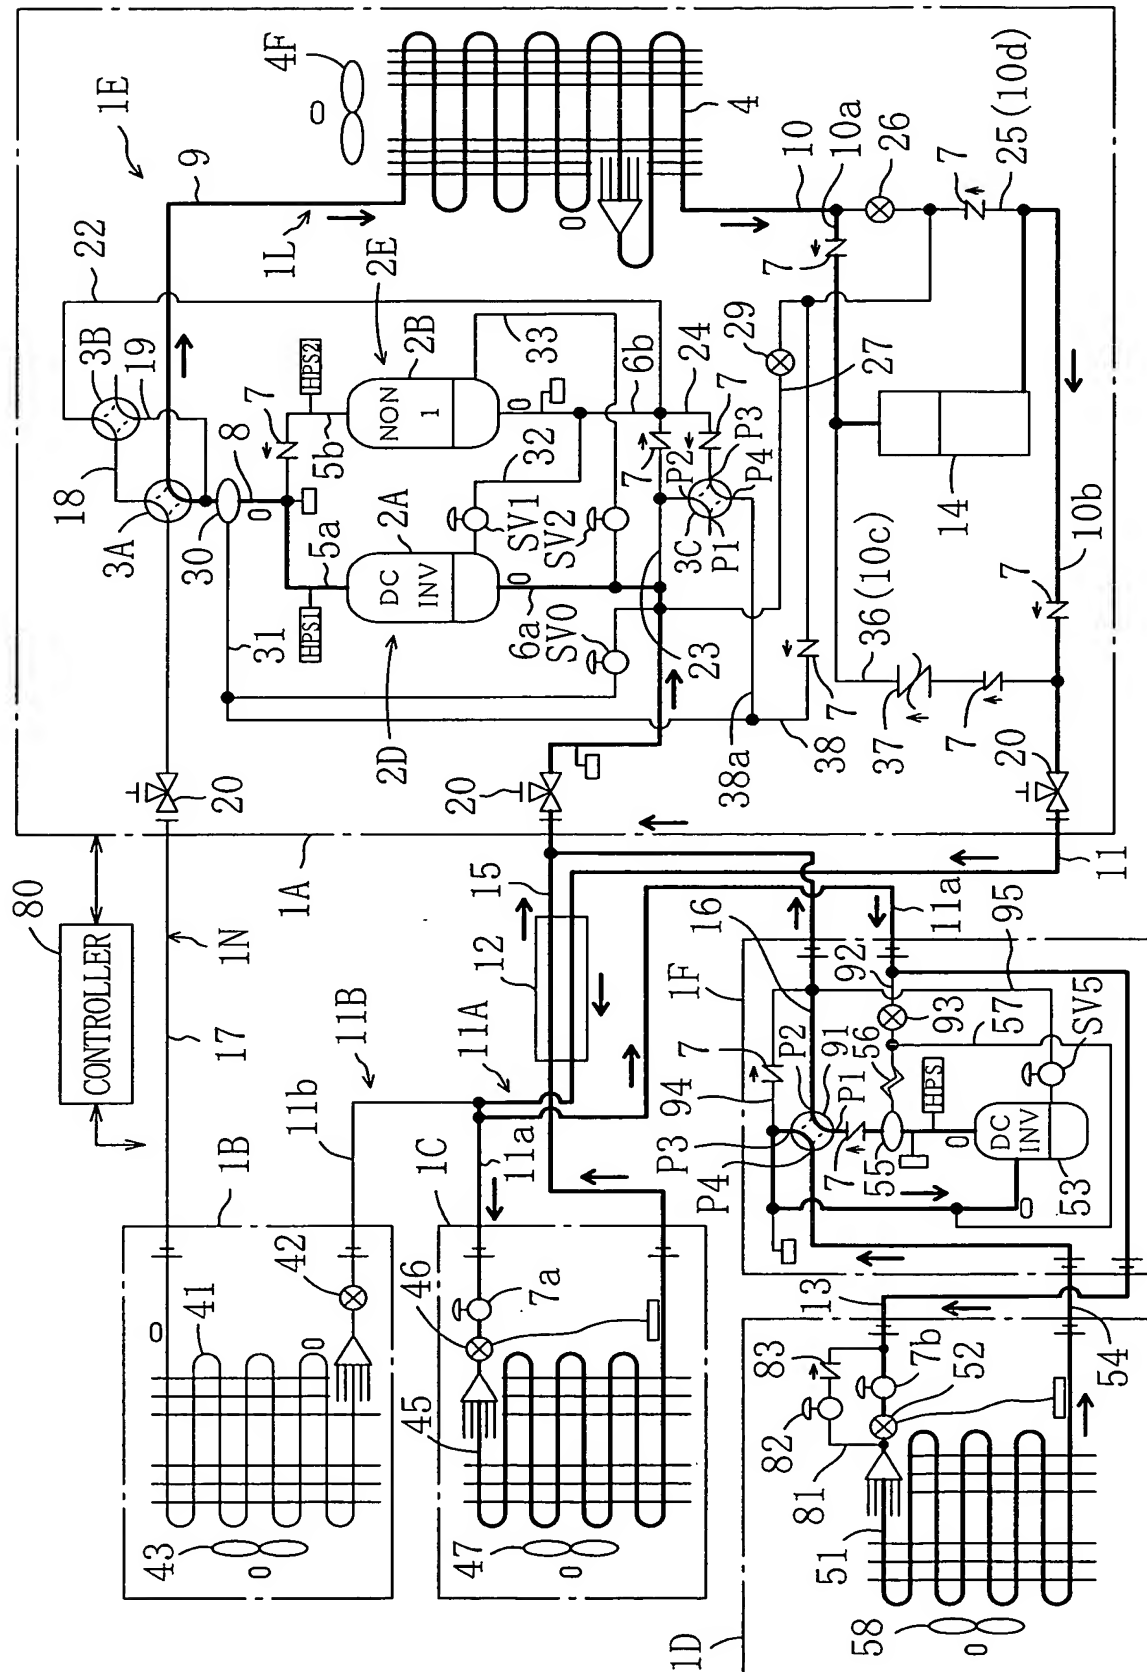 80
CONTROLLER
22
18
3B
1E
3A
19
9
43
1B
17
1N
20
1A
30
8
7
41
31
1L
4F
42
11b
11B
HPS1
5a
5b
HPS2
2D
2E
DC
INV
2A
NON
1
2B
45
46
1C
11a
11A
20
15
6a
SV0
SV1
32
33
47
7a
12
SV2
6b
23
7
3C
P2
24
P1
P4
P3
7
29
4
1D
P3
P4
94
1F
7
16
38a
27
58
51
81
82
83
13
P2
91
P1
7
55
56
92
11a
38
7
7
10
10a
7b
52
54
93
HPS
57
95
36(10c)
37
7
14
26
DC
INV
53
SV5
11
20
7
10b
7
25(10d)